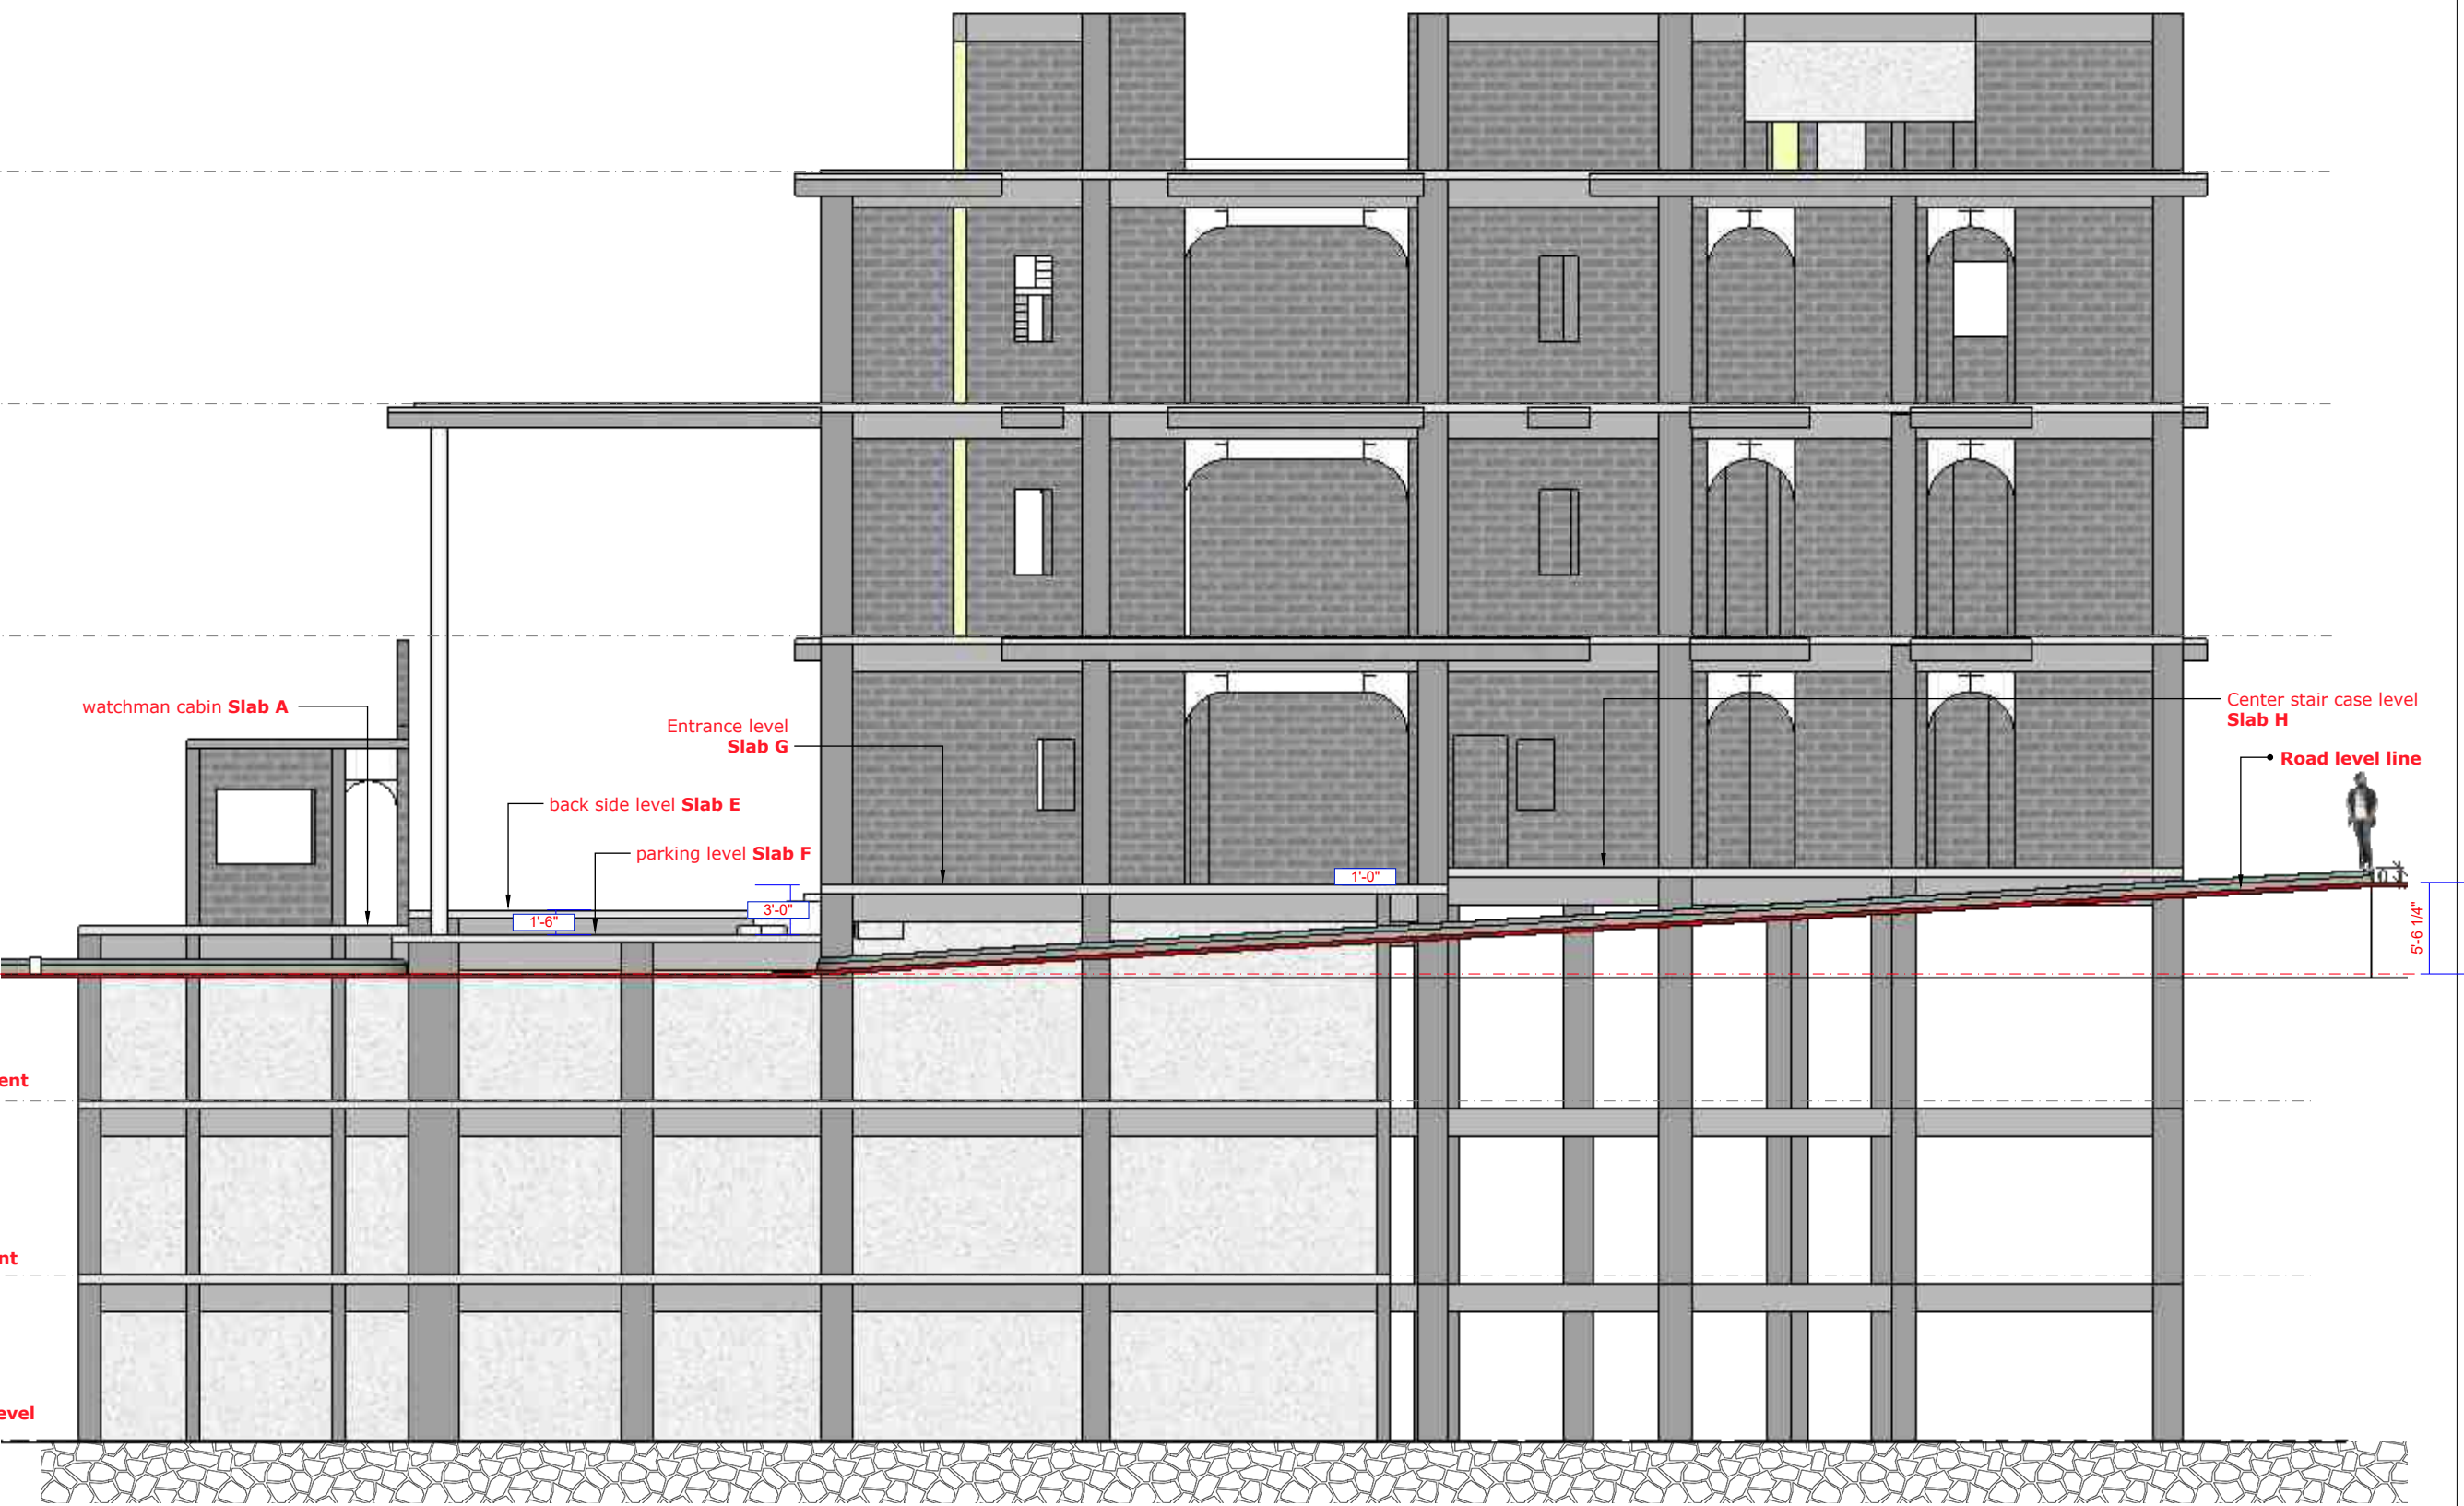 watchman cabin Slab A
Entrance level
Slab G
Center stair case level
Slab H
Road level line
back side level Slab E
parking level Slab F
1'-0"
3'-0"
1'-6"
5'-6 1/4"
ent
nt
evel